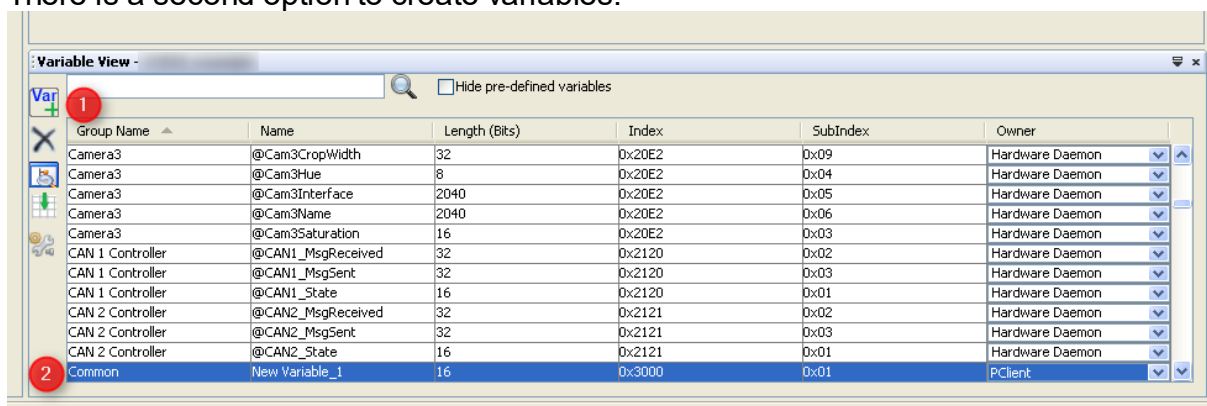 There is a second option to create variables.
Variable View -
Var
1
Hide pre-defined variables
Group Name Name Length (Bits) Index SubIndex Owner
Camera3 @Cam3CropWidth 32 0x20E2 0x09 Hardware Daemon
Camera3 @Cam3Hue 8 0x20E2 0x04 Hardware Daemon
Camera3 @Cam3Interface 2040 0x20E2 0x05 Hardware Daemon
Camera3 @Cam3Name 2040 0x20E2 0x06 Hardware Daemon
Camera3 @Cam3Saturation 16 0x20E2 0x03 Hardware Daemon
CAN 1 Controller @CAN1_MsgReceived 32 0x2120 0x02 Hardware Daemon
CAN 1 Controller @CAN1_MsgSent 32 0x2120 0x03 Hardware Daemon
CAN 1 Controller @CAN1_State 16 0x2120 0x01 Hardware Daemon
CAN 2 Controller @CAN2_MsgReceived 32 0x2121 0x02 Hardware Daemon
CAN 2 Controller @CAN2_MsgSent 32 0x2121 0x03 Hardware Daemon
CAN 2 Controller @CAN2_State 16 0x2121 0x01 Hardware Daemon
2 Common New Variable_1 16 0x3000 0x01 PClient